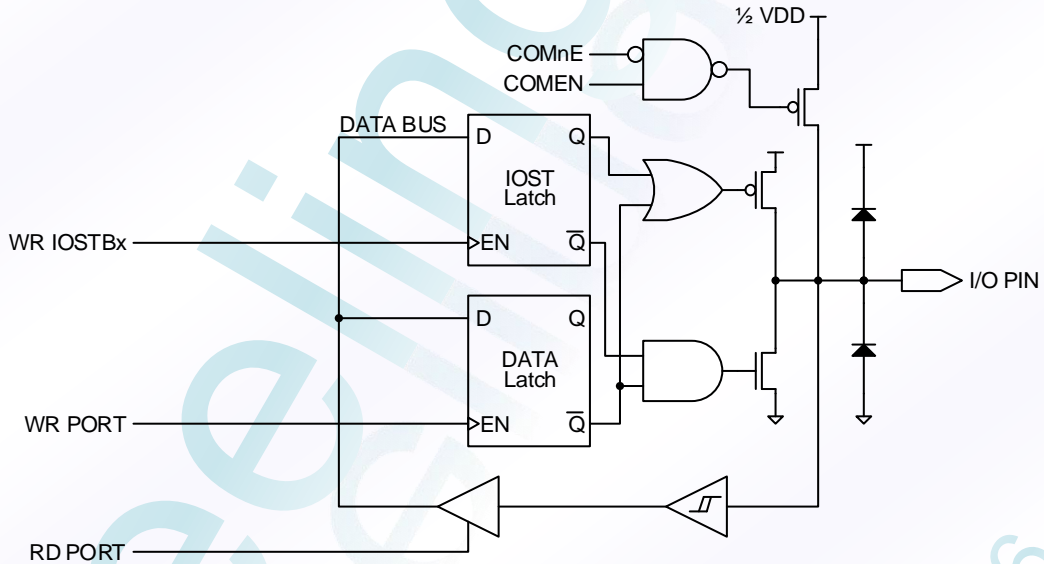 ½ VDD
COMnE
COMEN
DATA BUS
D
Q
IOST
Latch
WR IOSTBx
EN
Q
I/O PIN
D
Q
DATA
Latch
WR PORT
EN
Q
RD PORT